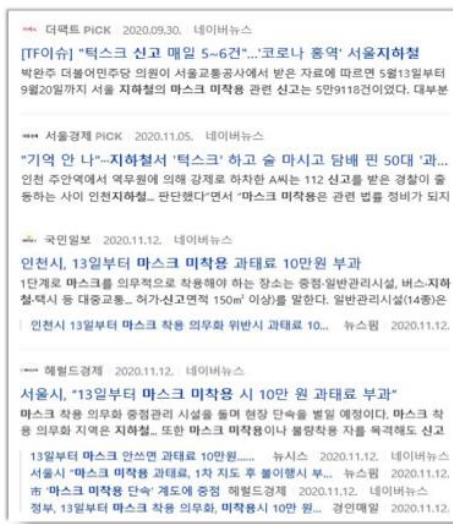 더팩트 PiCK 2020.09.30. 네이버뉴스
[TF이슈] "턱스크 신고 매일 5~6건"...'코로나 홍역' 서울지하철
박완주 더불어민주당 의원이 서울교통공사에서 받은 자료에 따르면 5월13일부터
9월20일까지 서울 지하철의 마스크 미착용 관련 신고는 5만9118건이었다. 대부분
서울경제 PiCK 2020.11.05. 네이버뉴스
"기억 안 나"…지하철서 '턱스크' 하고 술 마시고 담배 핀 50대 '과...
인천 주안역에서 역무원에 의해 강제로 하차한 A씨는 112 신고를 받은 경찰이 출
동하는 사이 인천지하철... 판단했다"면서 "마스크 미착용은 관련 법률 정비가 되지
국민일보 2020.11.12. 네이버뉴스
인천시, 13일부터 마스크 미착용 과태료 10만원 부과
1단계로 마스크를 의무적으로 착용해야 하는 장소는 중점·일반관리시설, 버스·지하
철·택시 등 대중교통... 허가·신고면적 150㎡ 이상)를 말한다. 일반관리시설(14종)은
인천시 13일부터 마스크 착용 의무화 위반시 과태료 10... 뉴스핌 2020.11.12.
헤럴드경제 2020.11.12. 네이버뉴스
서울시, "13일부터 마스크 미착용 시 10만 원 과태료 부과"
마스크 착용 의무화 중점관리 시설을 돌며 현장 단속을 벌일 예정이다. 마스크 착
용 의무화 지역은 지하철... 또한 마스크 미착용이나 불량착용 자를 목격해도 신고
13일부터 마스크 안쓰면 과태료 10만원...... 뉴시스 2020.11.12. 네이버뉴스
서울시 "마스크 미착용 과태료, 1차 지도 후 불이행시 부... 뉴스핌 2020.11.12.
市 '마스크 미착용 단속' 계도에 중점 헤럴드경제 2020.11.12. 네이버뉴스
정부, 13일부터 마스크 착용 의무화, 미착용시 10만 원... 경인매일 2020.11.12.